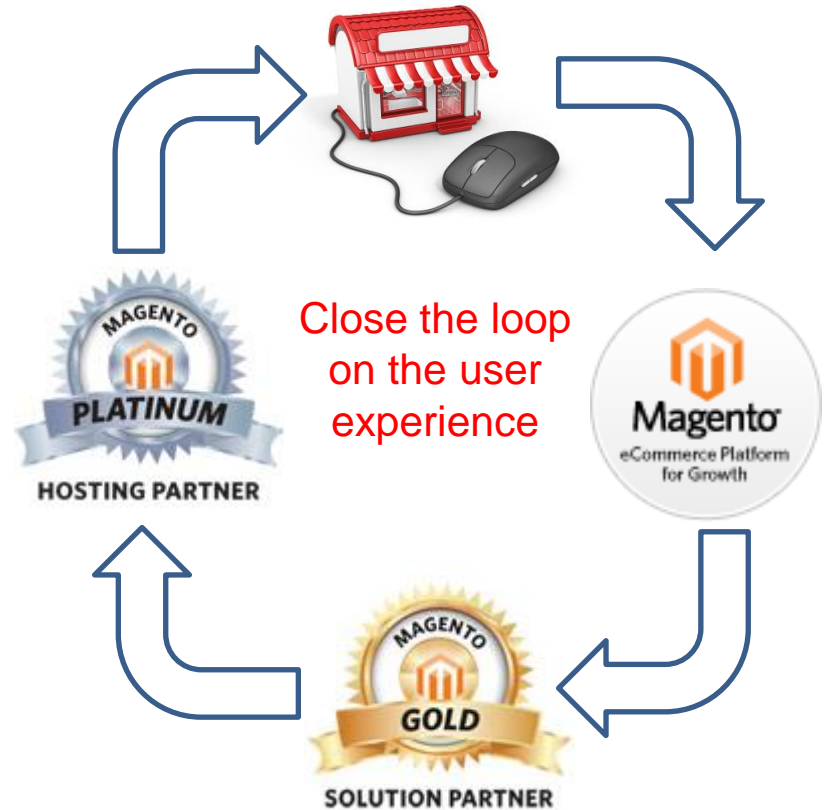 Close the loop
on the user
experience
MAGENTO
PLATINUM
HOSTING PARTNER
Magento
eCommerce Platform
for Growth
MAGENTO
GOLD
SOLUTION PARTNER